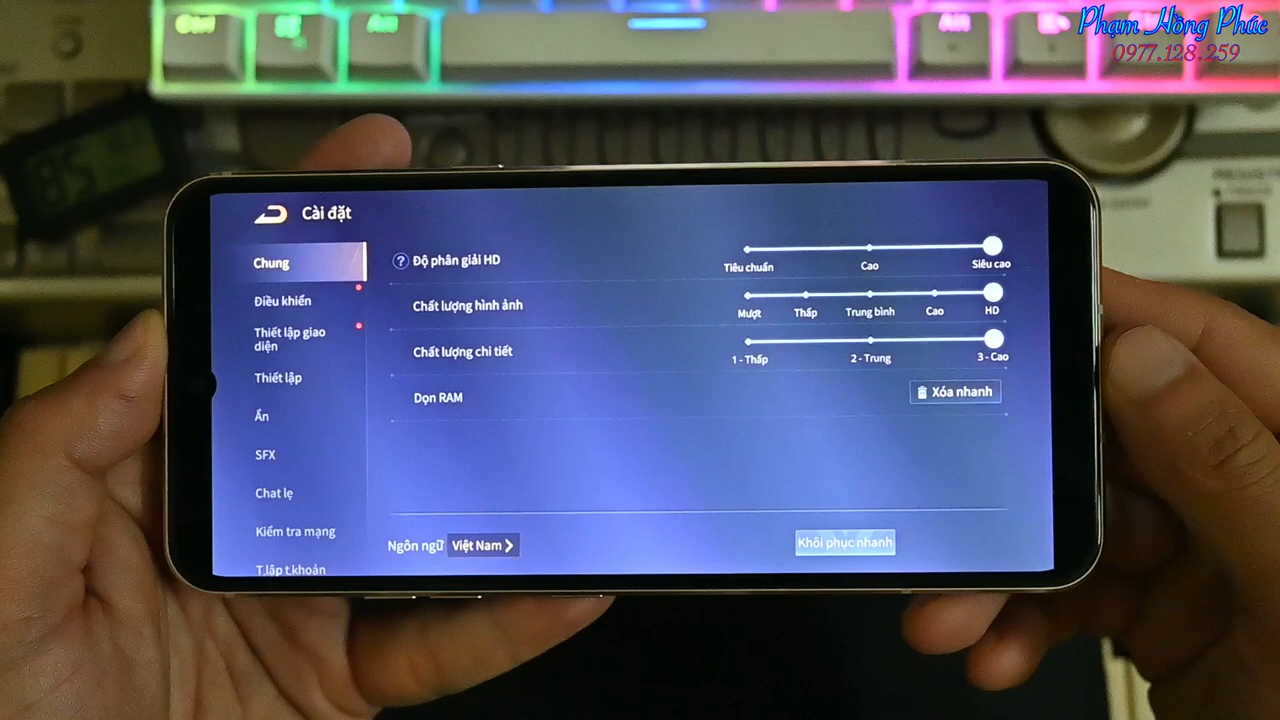 Phạm Hồng Phúc
0977.128.259
Cài đặt
Chung
Điều khiển
Thiết lập giao
diện
Thiết lập
Ẩn
SFX
Chat lẹ
Kiểm tra mạng
T.lập t.khoản
? Độ phân giải HD
Tiêu chuẩn Cao Siêu cao
Chất lượng hình ảnh
Mượt Thấp Trung bình Cao HD
Chất lượng chi tiết
1 - Thấp 2 - Trung 3 - Cao
Dọn RAM
Xóa nhanh
Ngôn ngữ Việt Nam
Khôi phục nhanh